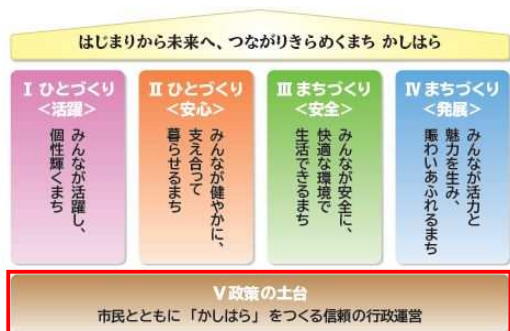 はじまりから未来へ、つながりきらめくまち かしはら
Ⅰ ひとづくり
＜活躍＞
みんなが活躍し、
個性輝くまち
Ⅱ ひとづくり
＜安心＞
みんなが健やかに、
支え合って
暮らせるまち
Ⅲ まちづくり
＜安全＞
みんなが安全に、
快適な環境で
生活できるまち
Ⅳ まちづくり
＜発展＞
みんなが活力と
魅力を生み、
賑わいあふれるまち
Ⅴ 政策の土台
市民とともに「かしはら」をつくる信頼の行政運営